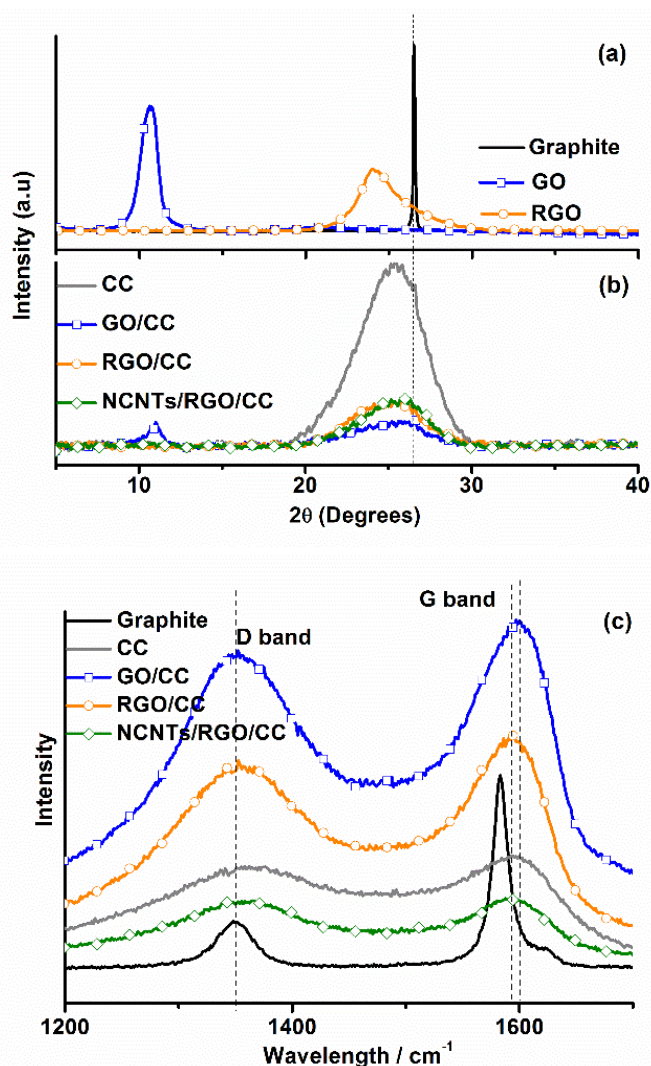 (a)
Graphite
GO
RGO
Intensity (a.u)
(b)
CC
GO/CC
RGO/CC
NCNTs/RGO/CC
10 20 30 40
2θ (Degrees)
G band
(c)
Graphite
D band
CC
GO/CC
RGO/CC
NCNTs/RGO/CC
Intensity
1200 1400 1600
Wavelength / cm⁻¹